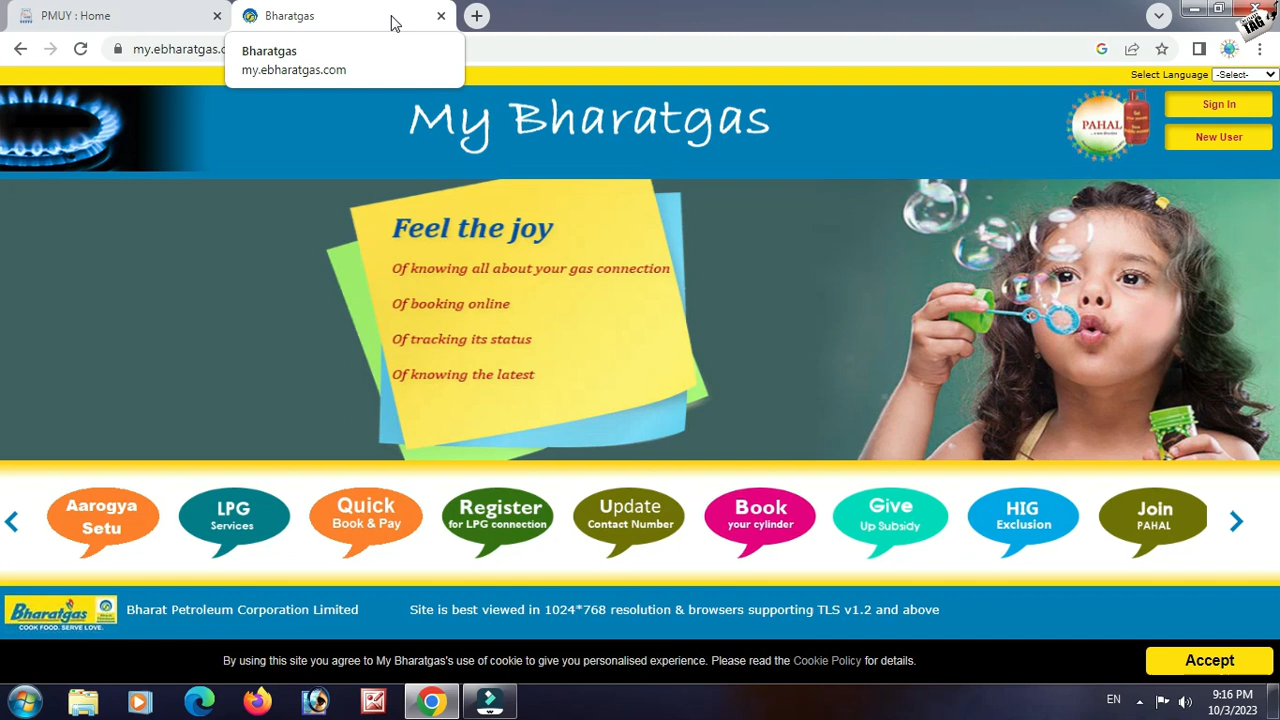 PMUY : Home
Bharatgas
my.ebharatgas.c
Bharatgas
my.ebharatgas.com
TAG
Select Language -Select-
My Bharatgas
PAHAL
Sign In
New User
Feel the joy
Of knowing all about your gas connection
Of booking online
Of tracking its status
Of knowing the latest
Aarogya
Setu
LPG
Services
Quick
Book & Pay
Register
for LPG connection
Update
Contact Number
Book
your cylinder
Give
Up Subsidy
HIG
Exclusion
Join
PAHAL
Bharatgas
COOK FOOD. SERVE LOVE.
Bharat Petroleum Corporation Limited
Site is best viewed in 1024*768 resolution & browsers supporting TLS v1.2 and above
By using this site you agree to My Bharatgas's use of cookie to give you personalised experience. Please read the Cookie Policy for details.
Accept
EN
9:16 PM
10/3/2023